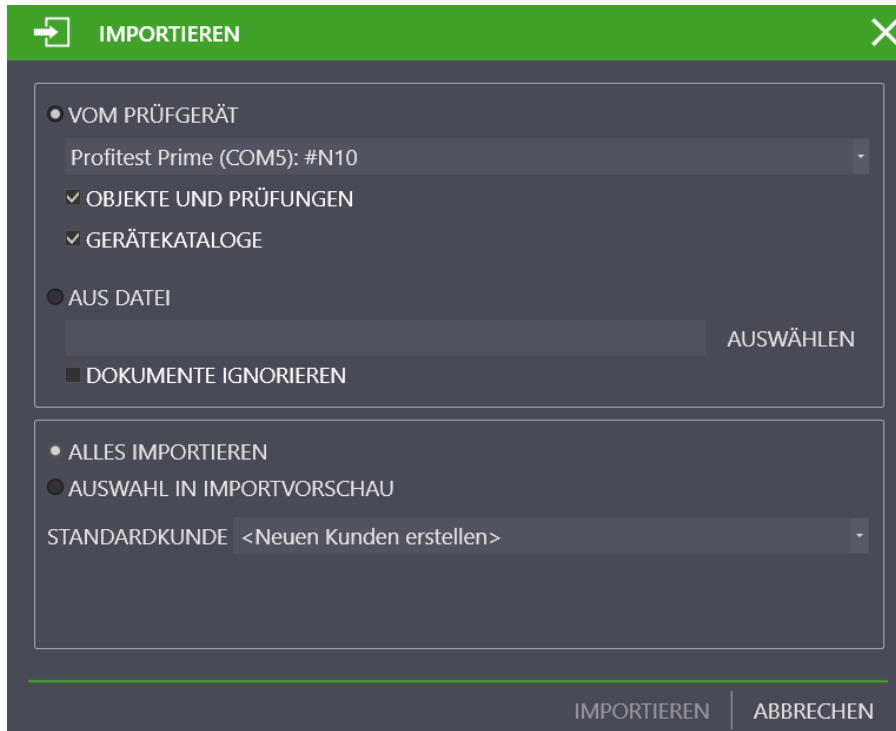 IMPORTIEREN
VOM PRÜFGERÄT
Profitest Prime (COM5): #N10
OBJEKTE UND PRÜFUNGEN
GERÄTEKATALOGE
AUS DATEI
AUSWÄHLEN
DOKUMENTE IGNORIEREN
ALLES IMPORTIEREN
AUSWAHL IN IMPORTVORSCHAU
STANDARDKUNDE <Neuen Kunden erstellen>
IMPORTIEREN ABBRECHEN